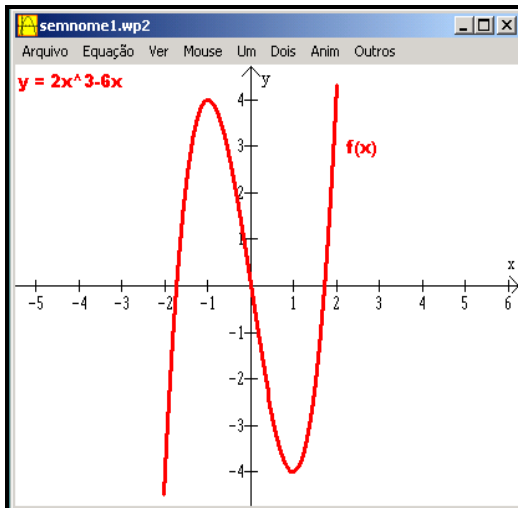 semnome1.wp2
Arquivo Equação Ver Mouse Um Dois Anim Outros
y = 2x^3-6x
y
4
3
f(x)
2
1
x
-5 -4 -3 -2 -1 1 2 3 4 5 6
-1
-2
-3
-4